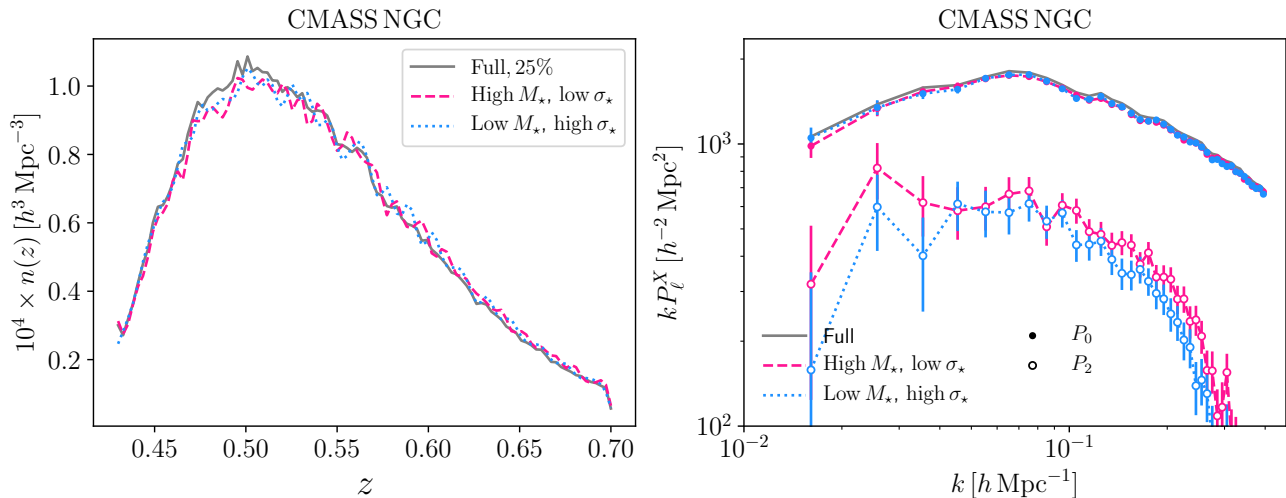 CMASS NGC
10⁴ × n(z) [h³ Mpc⁻³]
1.0
0.8
0.6
0.4
0.2
Full, 25%
High M⋆, low σ⋆
Low M⋆, high σ⋆
0.45 0.50 0.55 0.60 0.65 0.70
z
CMASS NGC
kP_ℓ^X [h⁻² Mpc²]
10³
10²
Full
High M⋆, low σ⋆
Low M⋆, high σ⋆
P₀
P₂
10⁻² 10⁻¹
k [h Mpc⁻¹]